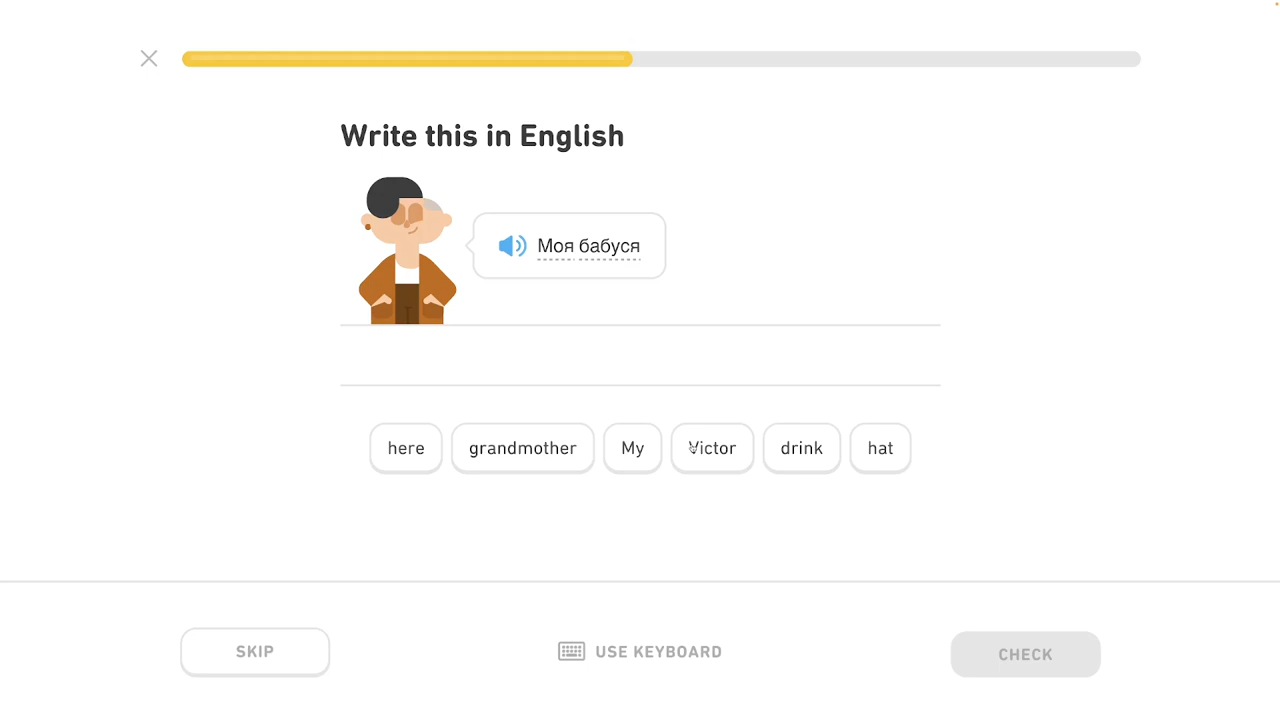 Write this in English
Моя бабуся
here grandmother My Victor drink hat
SKIP USE KEYBOARD CHECK